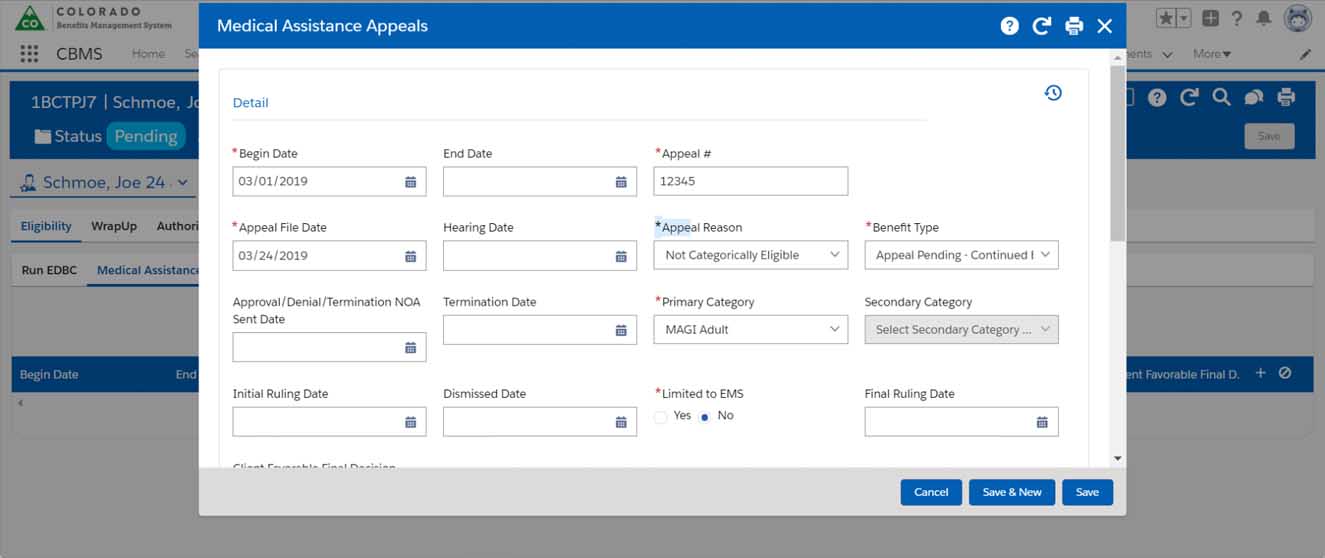 COLORADO
Benefits Management System
CO
CBMS
Home
More
1BCTPJ7 | Schmoe, Jo
Status Pending
Save
Schmoe, Joe 24
Eligibility WrapUp
Run EDBC Medical Assistance
Begin Date End
Medical Assistance Appeals
Detail
*Begin Date End Date *Appeal #
03/01/2019 12345
*Appeal File Date Hearing Date *Appeal Reason *Benefit Type
03/24/2019 Not Categorically Eligible Appeal Pending - Continued
Approval/Denial/Termination NOA
Sent Date
Termination Date *Primary Category Secondary Category
MAGI Adult Select Secondary Category ...
Initial Ruling Date Dismissed Date *Limited to EMS Final Ruling Date
Yes No
Client Favorable Final Decision
Favorable Final D.
Cancel Save & New Save